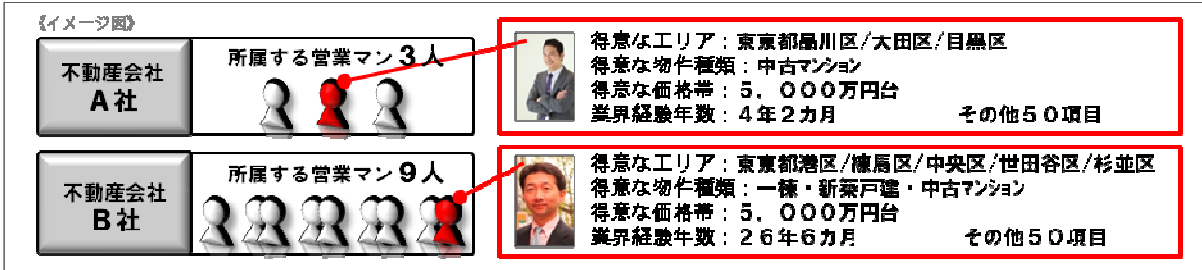 《イメージ図》
不動産会社
A社
所属する営業マン3人
得意なエリア：東京都品川区/大田区/目黒区
得意な物件種類：中古マンション
得意な価格帯：５．０００万円台
業界経験年数：４年２カ月　その他５０項目
不動産会社
B社
所属する営業マン9人
得意なエリア：東京都港区/練馬区/中央区/世田谷区/杉並区
得意な物件種類：一棟・新築戸建・中古マンション
得意な価格帯：５．０００万円台
業界経験年数：２６年６カ月　その他５０項目